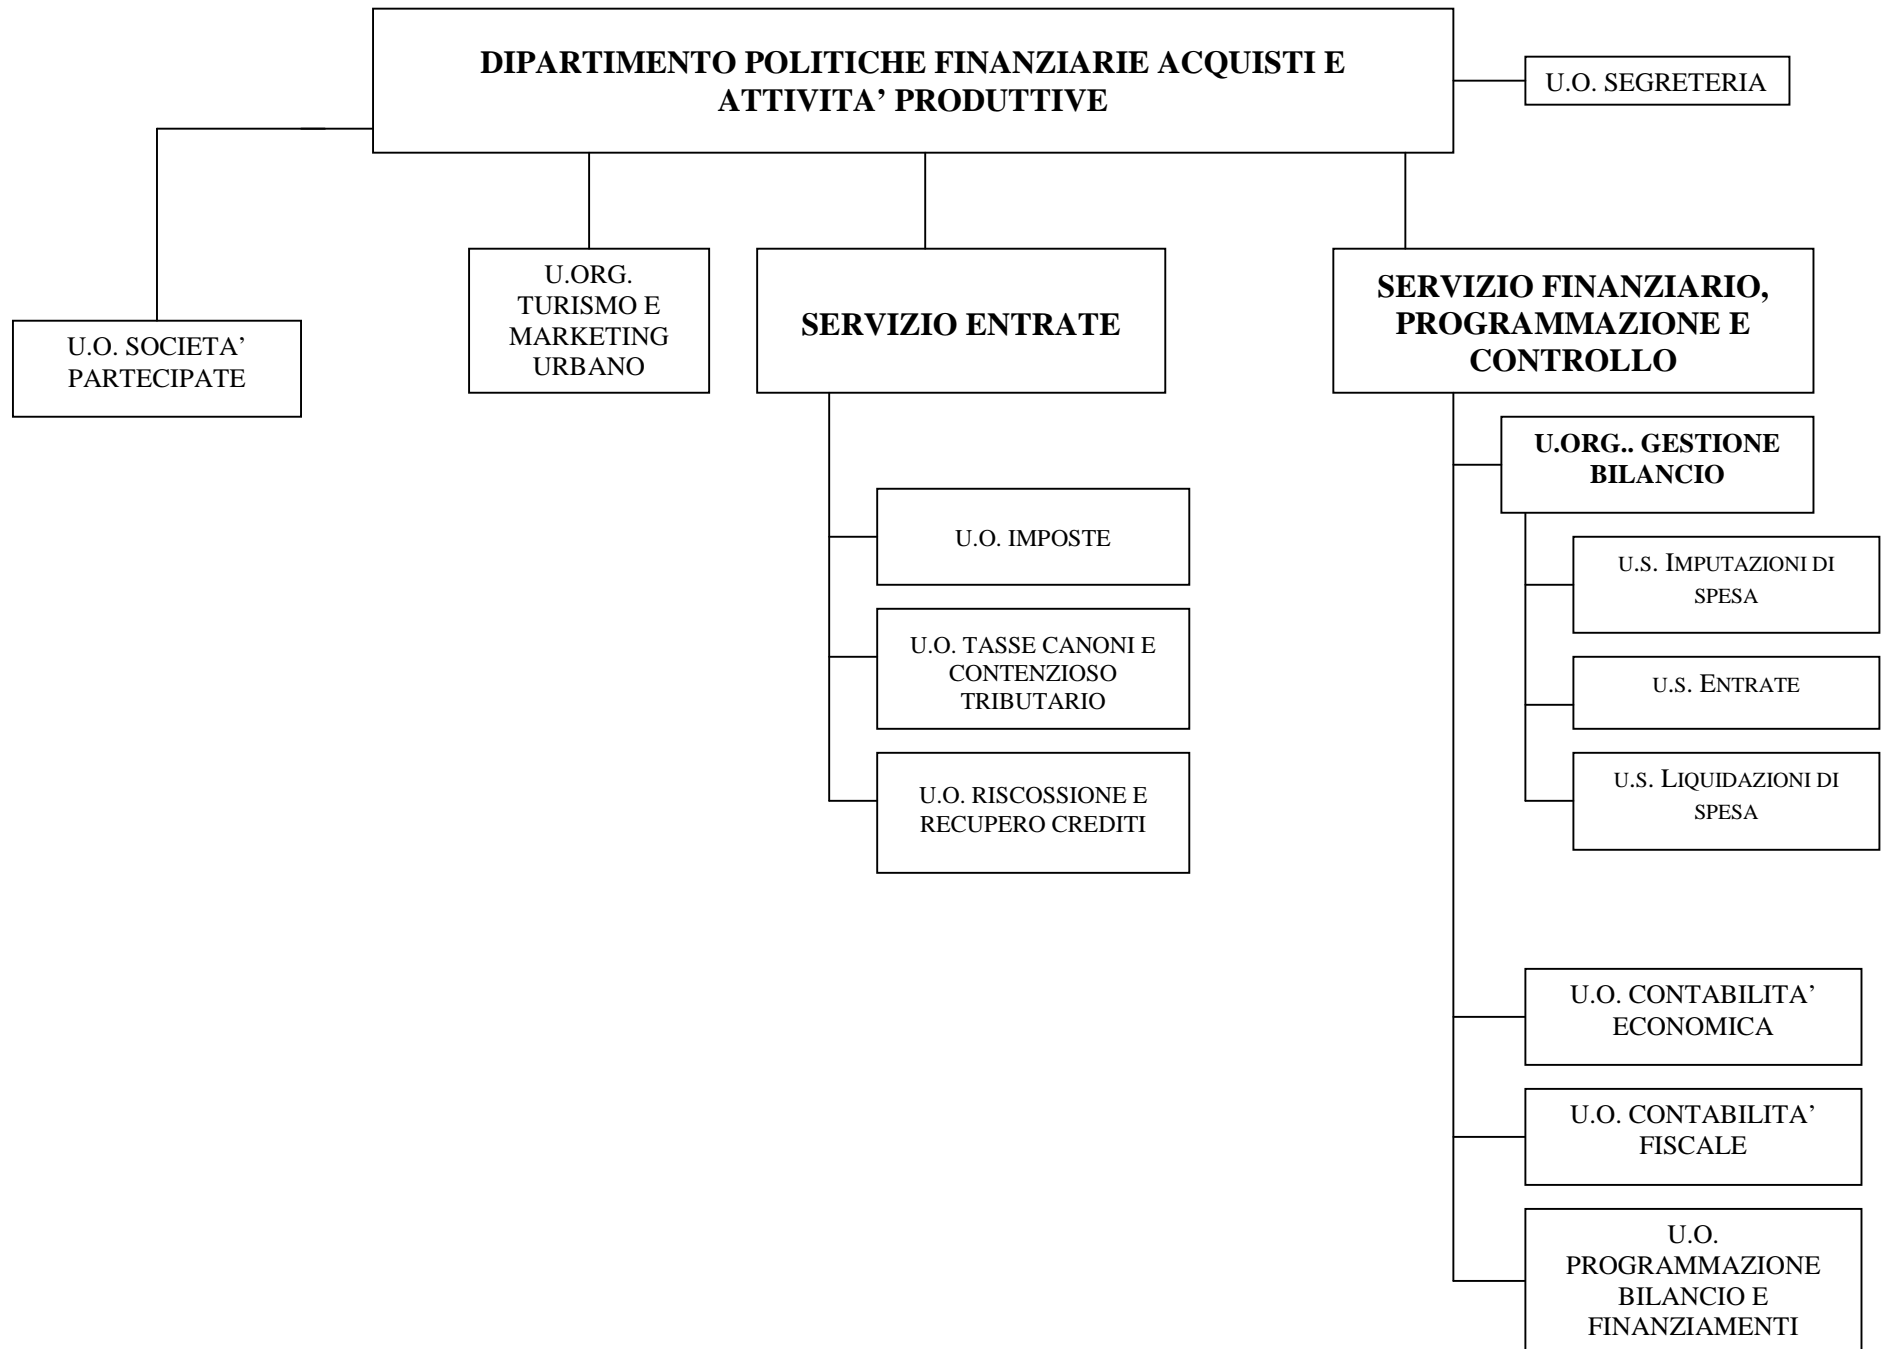 DIPARTIMENTO POLITICHE FINANZIARIE ACQUISTI E
ATTIVITA’ PRODUTTIVE
U.O. SEGRETERIA
U.O. SOCIETA’
PARTECIPATE
U.ORG.
TURISMO E
MARKETING
URBANO
SERVIZIO ENTRATE
U.O. IMPOSTE
U.O. TASSE CANONI E
CONTENZIOSO
TRIBUTARIO
U.O. RISCOSSIONE E
RECUPERO CREDITI
SERVIZIO FINANZIARIO,
PROGRAMMAZIONE E
CONTROLLO
U.ORG.. GESTIONE
BILANCIO
U.S. IMPUTAZIONI DI
SPESA
U.S. ENTRATE
U.S. LIQUIDAZIONI DI
SPESA
U.O. CONTABILITA’
ECONOMICA
U.O. CONTABILITA’
FISCALE
U.O.
PROGRAMMAZIONE
BILANCIO E
FINANZIAMENTI